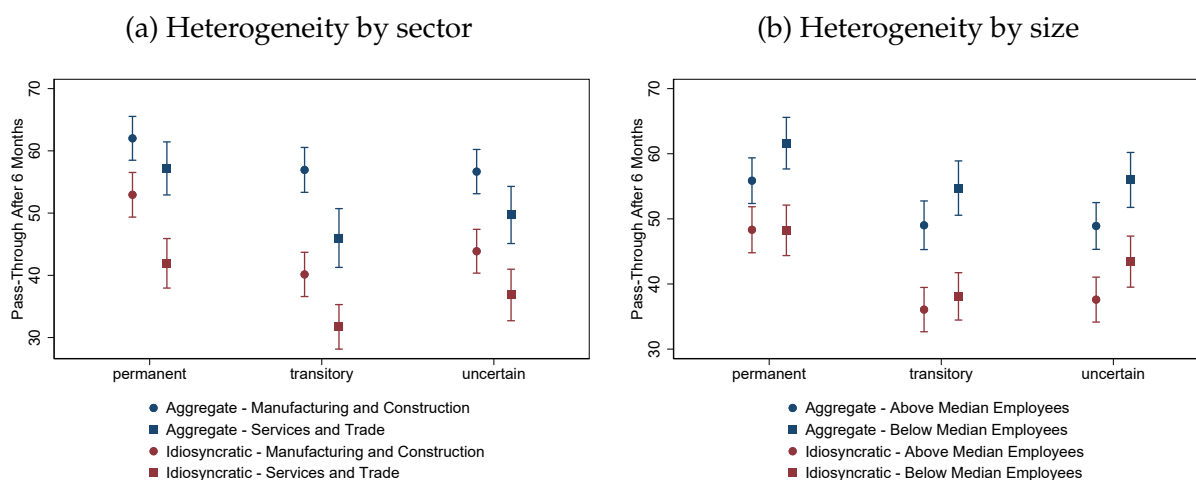 (a) Heterogeneity by sector
Pass-Through After 6 Months
70
60
50
40
30
permanent transitory uncertain
Aggregate - Manufacturing and Construction
Aggregate - Services and Trade
Idiosyncratic - Manufacturing and Construction
Idiosyncratic - Services and Trade
(b) Heterogeneity by size
Pass-Through After 6 Months
70
60
50
40
30
permanent transitory uncertain
Aggregate - Above Median Employees
Aggregate - Below Median Employees
Idiosyncratic - Above Median Employees
Idiosyncratic - Below Median Employees